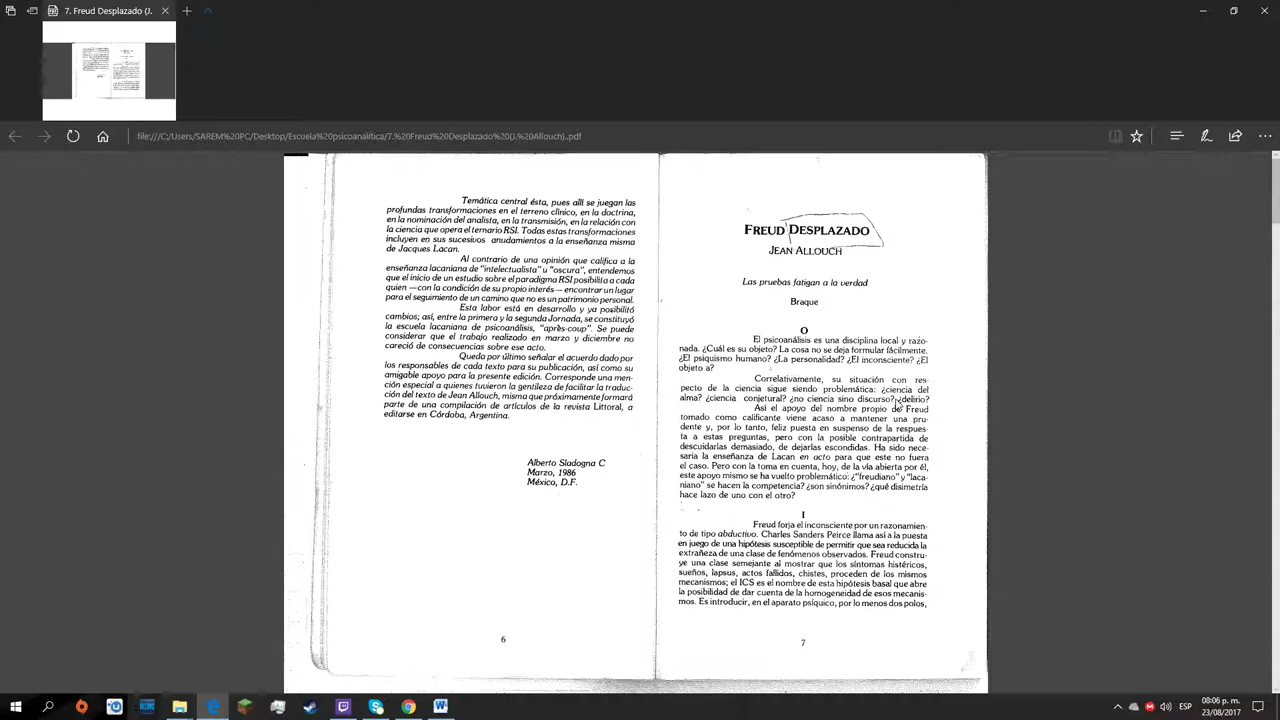 7. Freud Desplazado (J.
file:///C:/Users/SAREM%20PC/Desktop/Escuela%20psicoanalítica/7.%20Freud%20Desplazado%20(J.%20Allouch)..pdf
Temática central ésta, pues allí se juegan las
profundas transformaciones en el terreno clínico, en la doctrina,
en la nominación del analista, en la transmisión, en la relación con
la ciencia que opera el ternario RSI. Todas estas transformaciones
incluyen en sus sucesivos anudamientos a la enseñanza misma
de Jacques Lacan.
Al contrario de una opinión que califica a la
enseñanza lacaniana de "intelectualista" u "oscura", entendemos
que el inicio de un estudio sobre el paradigma RSI posibilita a cada
quien —con la condición de su propio interés— encontrar un lugar
para el seguimiento de un camino que no es un patrimonio personal.
Esta labor está en desarrollo y ya posibilitó
cambios; así, entre la primera y la segunda Jornada, se constituyó
la escuela lacaniana de psicoanálisis, "après-coup". Se puede
considerar que el trabajo realizado en marzo y diciembre no
careció de consecuencias sobre ese acto.
Queda por último señalar el acuerdo dado por
los responsables de cada texto para su publicación, así como su
amigable apoyo para la presente edición. Corresponde una men-
ción especial a quienes tuvieron la gentileza de facilitar la traduc-
ción del texto de Jean Allouch, misma que próximamente formará
parte de una compilación de artículos de la revista Littoral, a
editarse en Córdoba, Argentina.
Alberto Sladogna C
Marzo, 1986
México, D.F.
6
FREUD DESPLAZADO
JEAN ALLOUCH
Las pruebas fatigan a la verdad
Braque
O
El psicoanálisis es una disciplina local y razo-
nada. ¿Cuál es su objeto? La cosa no se deja formular fácilmente.
¿El psiquismo humano? ¿La personalidad? ¿El inconsciente? ¿El
objeto a?
Correlativamente, su situación con res-
pecto de la ciencia sigue siendo problemática: ¿ciencia del
alma? ¿ciencia conjetural? ¿no ciencia sino discurso? ¿delirio?
Así el apoyo del nombre propio de Freud
tomado como calificante viene acaso a mantener una pru-
dente y, por lo tanto, feliz puesta en suspenso de la respues-
ta a estas preguntas, pero con la posible contrapartida de
descuidarlas demasiado, de dejarlas escondidas. Ha sido nece-
saria la enseñanza de Lacan en acto para que este no fuera
el caso. Pero con la toma en cuenta, hoy, de la vía abierta por él,
este apoyo mismo se ha vuelto problemático: ¿"freudiano" y "laca-
niano" se hacen la competencia? ¿son sinónimos? ¿qué disimetría
hace lazo de uno con el otro?
I
Freud forja el inconsciente por un razonamien-
to de tipo abductivo. Charles Sanders Peirce llama así a la puesta
en juego de una hipótesis susceptible de permitir que sea reducida la
extrañeza de una clase de fenómenos observados. Freud constru-
ye una clase semejante al mostrar que los síntomas histéricos,
sueños, lapsus, actos fallidos, chistes, proceden de los mismos
mecanismos; el ICS es el nombre de esta hipótesis basal que abre
la posibilidad de dar cuenta de la homogeneidad de esos mecanis-
mos. Es introducir, en el aparato psíquico, por lo menos dos polos,
7
ESP
08:06 p. m.
23/08/2017